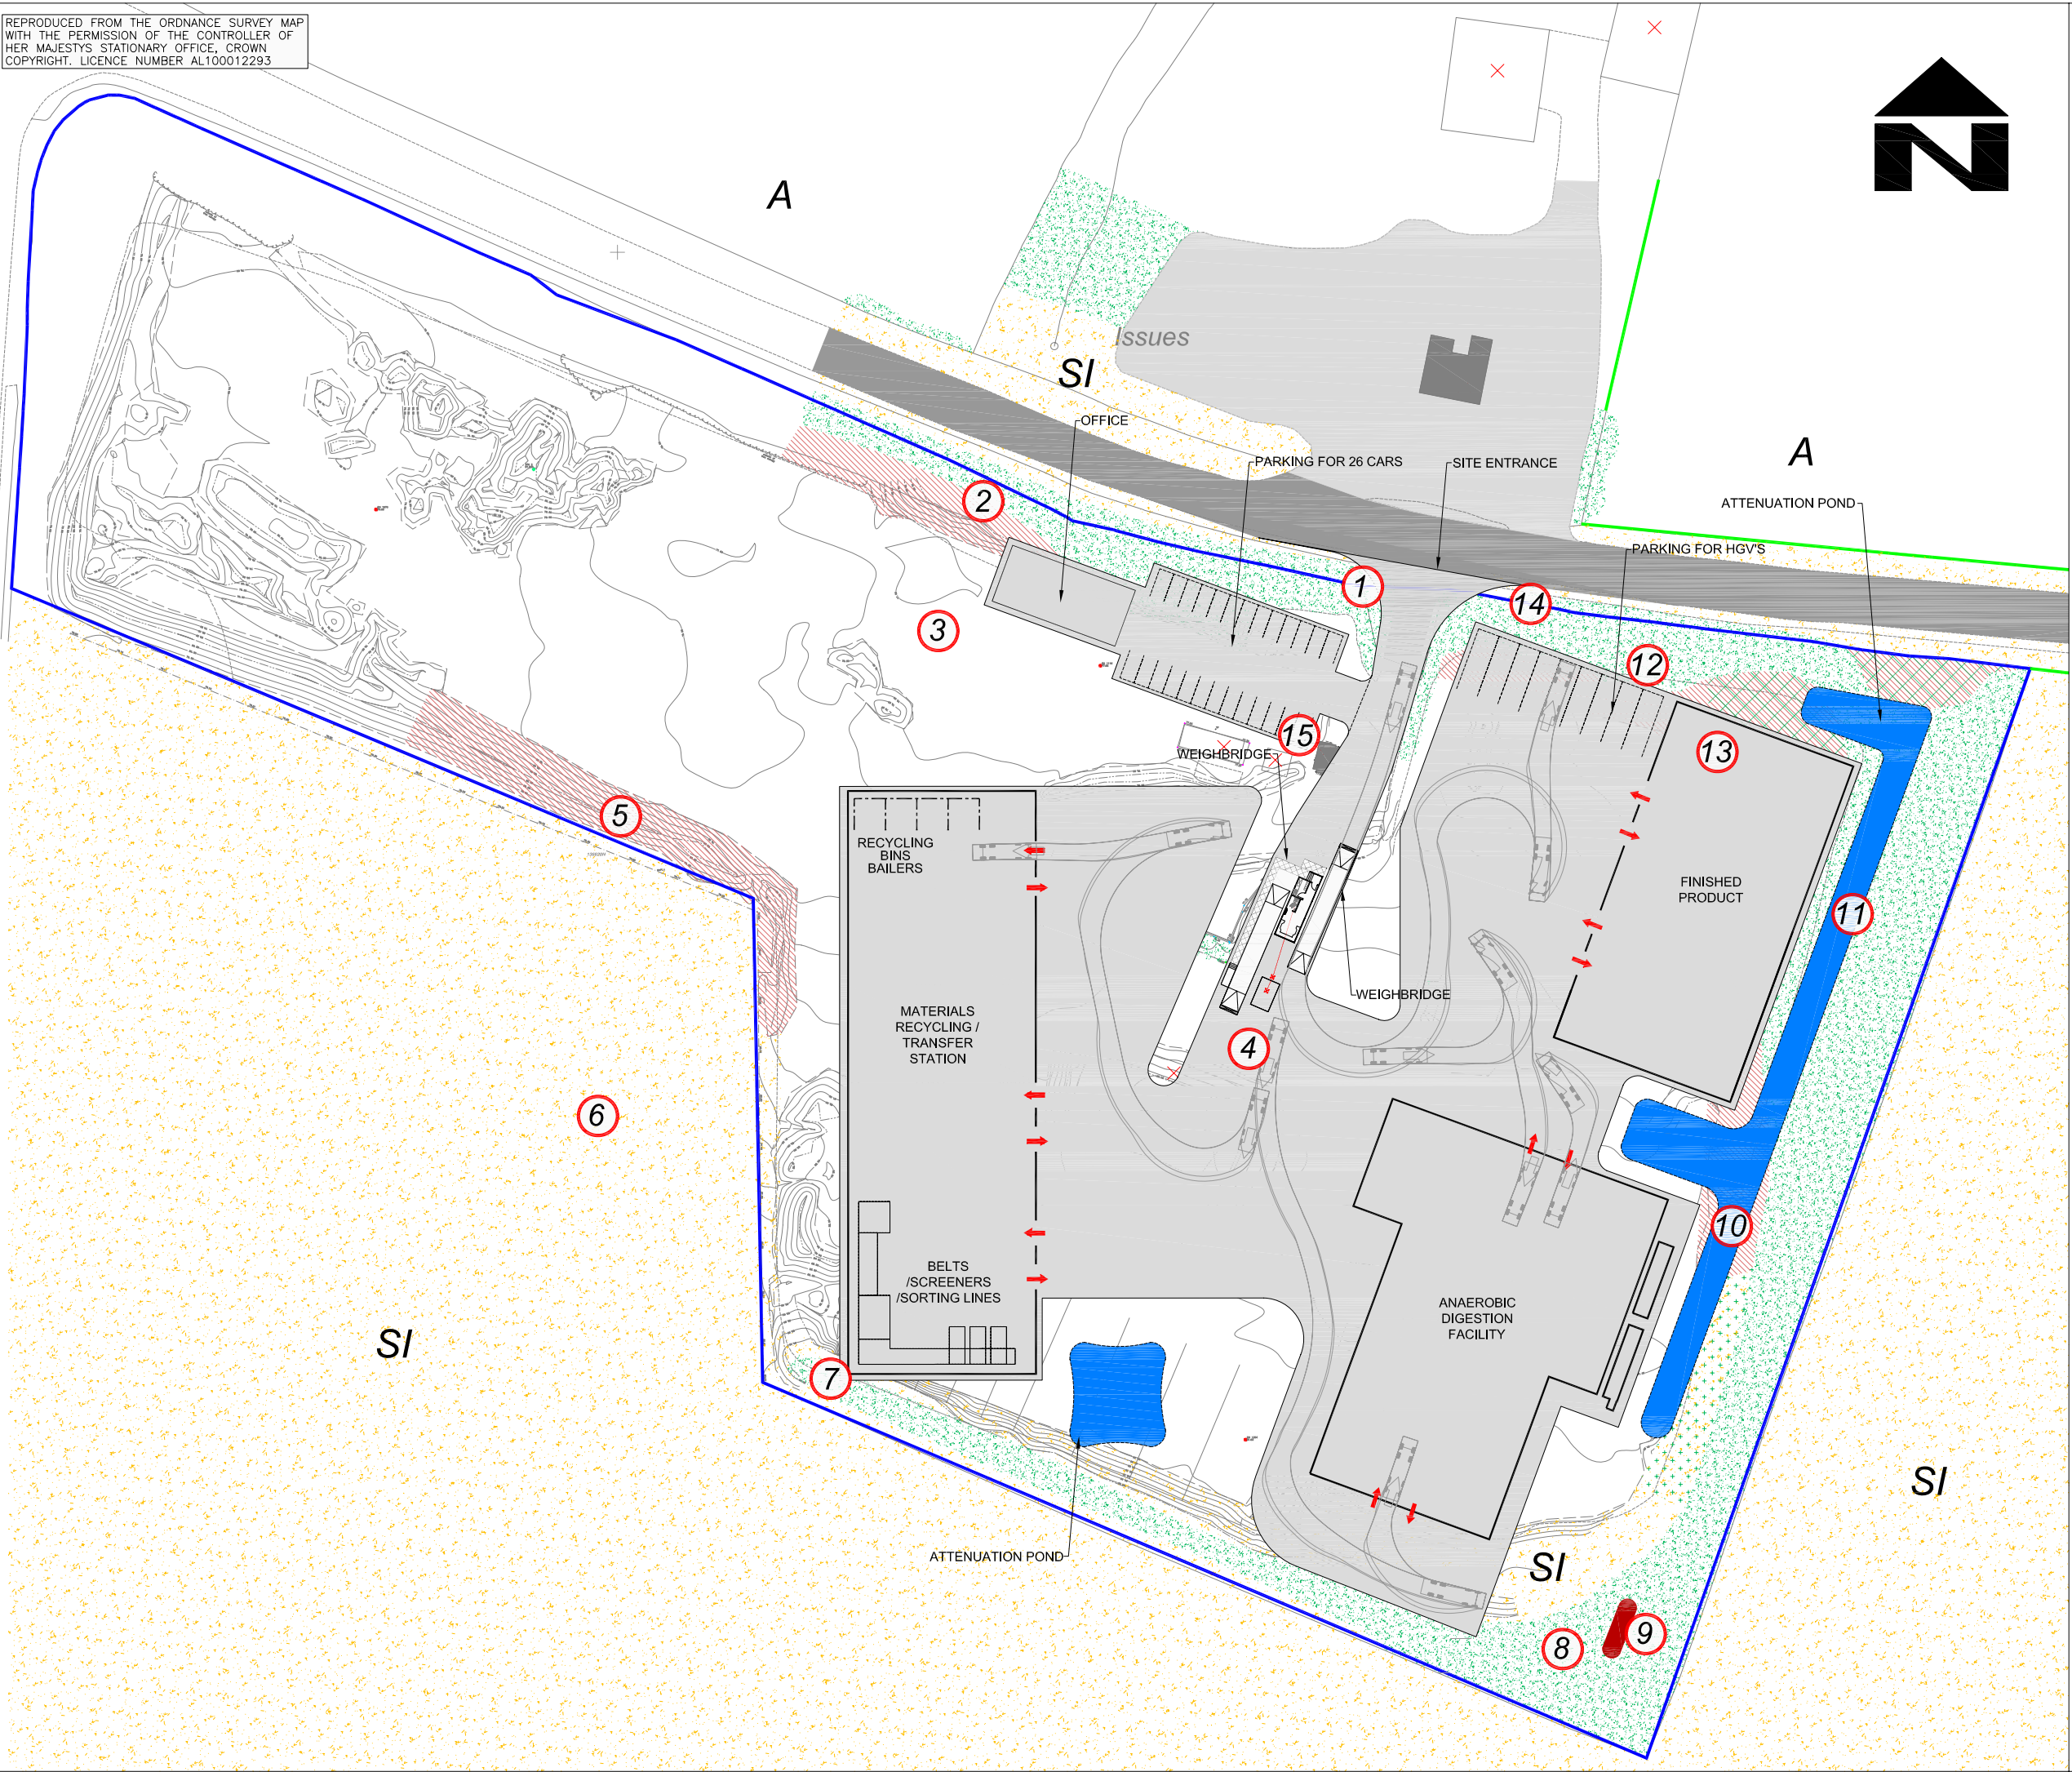 REPRODUCED FROM THE ORDNANCE SURVEY MAP
WITH THE PERMISSION OF THE CONTROLLER OF
HER MAJESTYS STATIONARY OFFICE, CROWN
COPYRIGHT. LICENCE NUMBER AL100012293
N
A
Issues
SI
OFFICE
PARKING FOR 26 CARS
SITE ENTRANCE
A
ATTENUATION POND
2
PARKING FOR HGV'S
1
14
3
12
15
WEIGHBRIDGE
13
5
RECYCLING
BINS
BAILERS
FINISHED
PRODUCT
11
WEIGHBRIDGE
MATERIALS
RECYCLING /
TRANSFER
STATION
4
6
10
BELTS
/SCREENERS
/SORTING LINES
ANAEROBIC
DIGESTION
FACILITY
SI
7
SI
ATTENUATION POND
SI
8
9